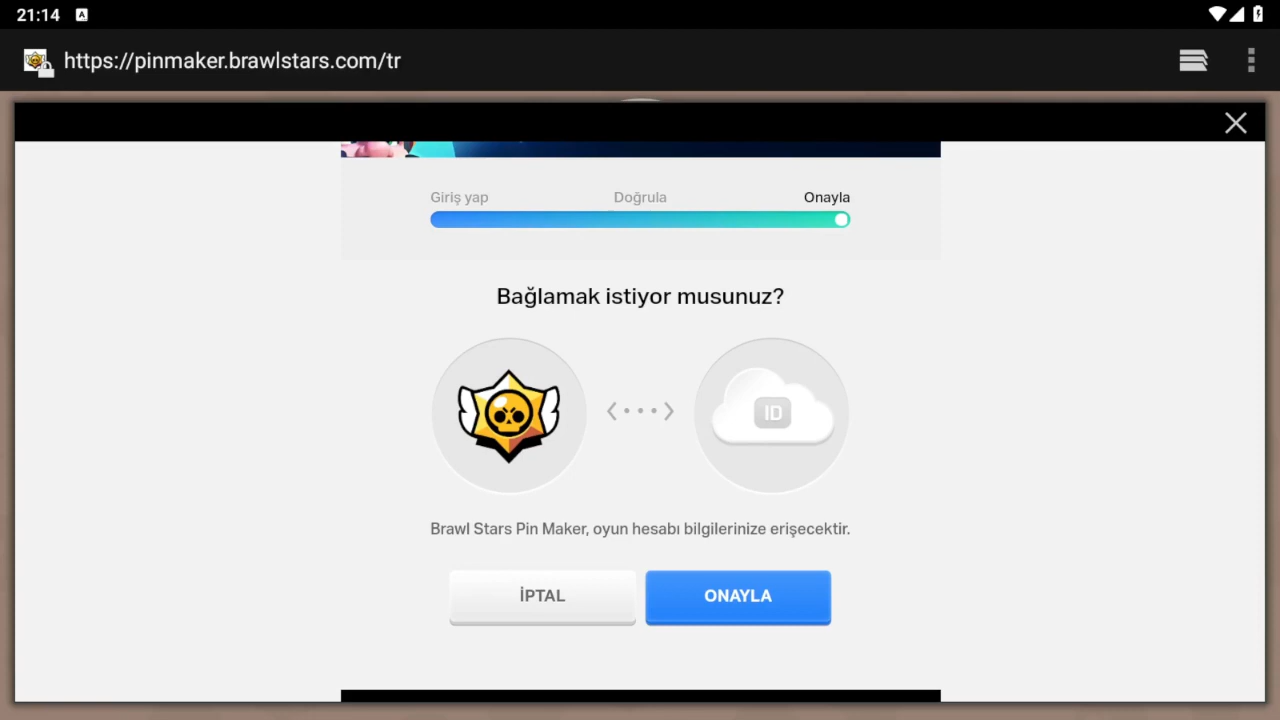 21:14 A
https://pinmaker.brawlstars.com/tr
Giriş yap Doğrula Onayla
Bağlamak istiyor musunuz?
ID
Brawl Stars Pin Maker, oyun hesabı bilgilerinize erişecektir.
İPTAL ONAYLA